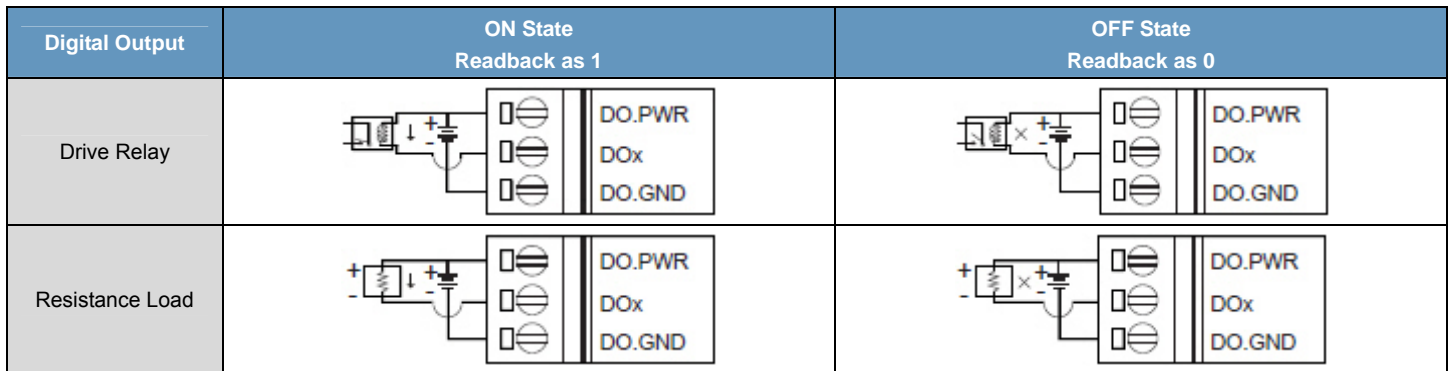 Digital Output
ON State
Readback as 1
OFF State
Readback as 0
Drive Relay
+
-
DO.PWR
DOx
DO.GND
+
-
DO.PWR
DOx
DO.GND
Resistance Load
+
-
+
-
DO.PWR
DOx
DO.GND
+
-
+
-
DO.PWR
DOx
DO.GND